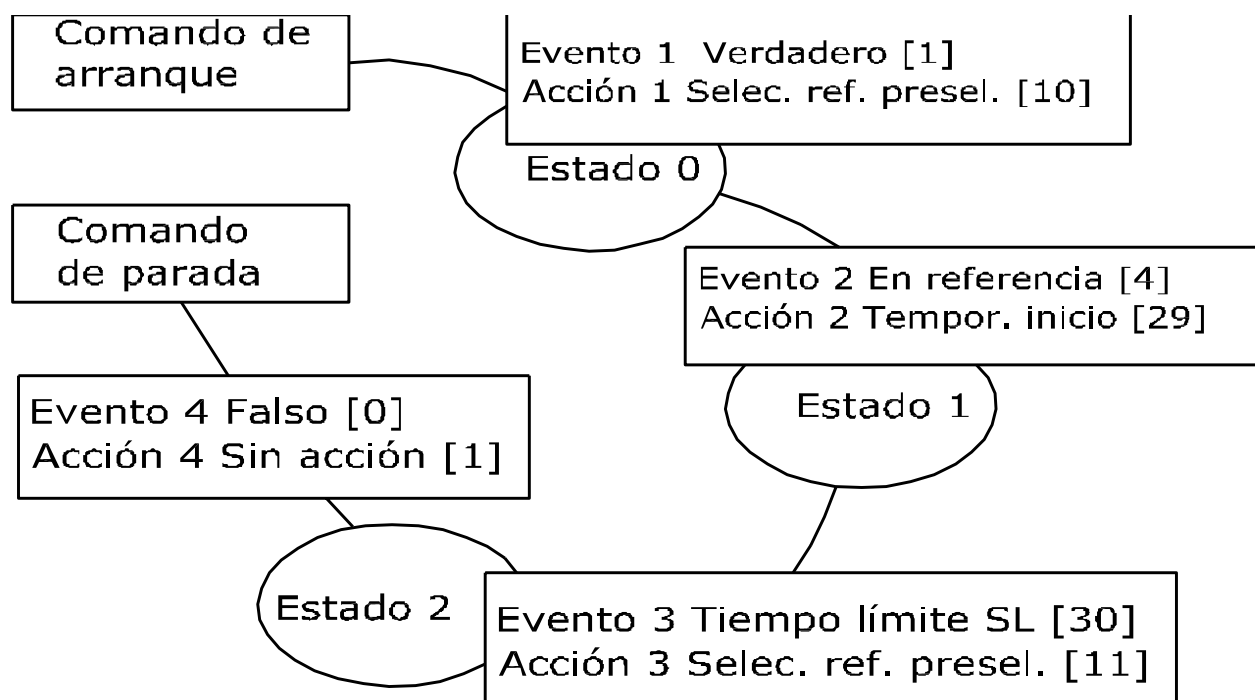 Comando de
arranque
Evento 1 Verdadero [1]
Acción 1 Selec. ref. presel. [10]
Estado 0
Comando
de parada
Evento 2 En referencia [4]
Acción 2 Tempor. inicio [29]
Evento 4 Falso [0]
Acción 4 Sin acción [1]
Estado 1
Estado 2
Evento 3 Tiempo límite SL [30]
Acción 3 Selec. ref. presel. [11]